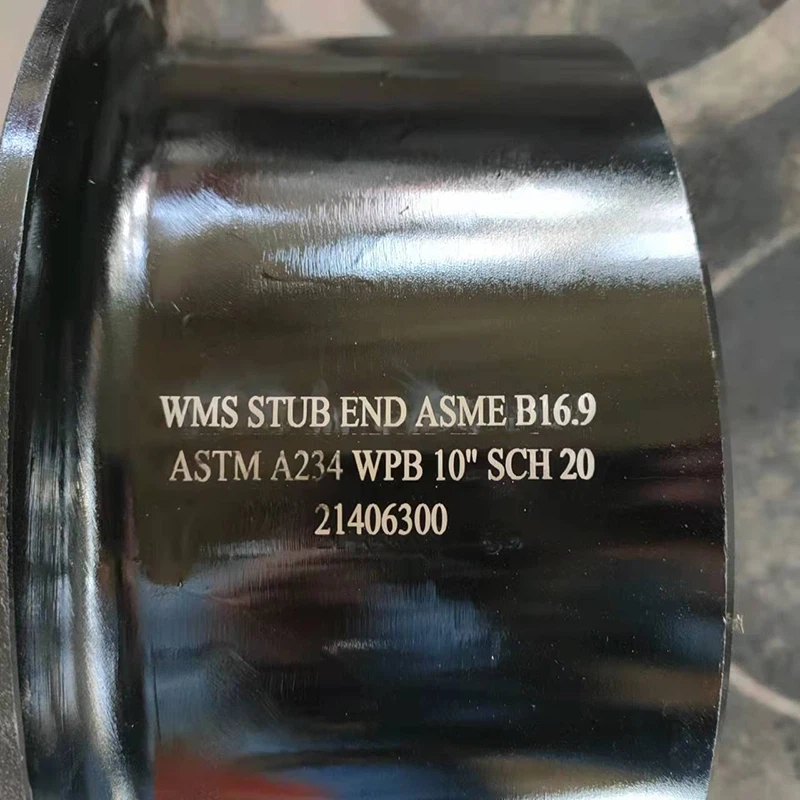 WMS STUB END ASME B16.9
ASTM A234 WPB 10" SCH 20
21406300